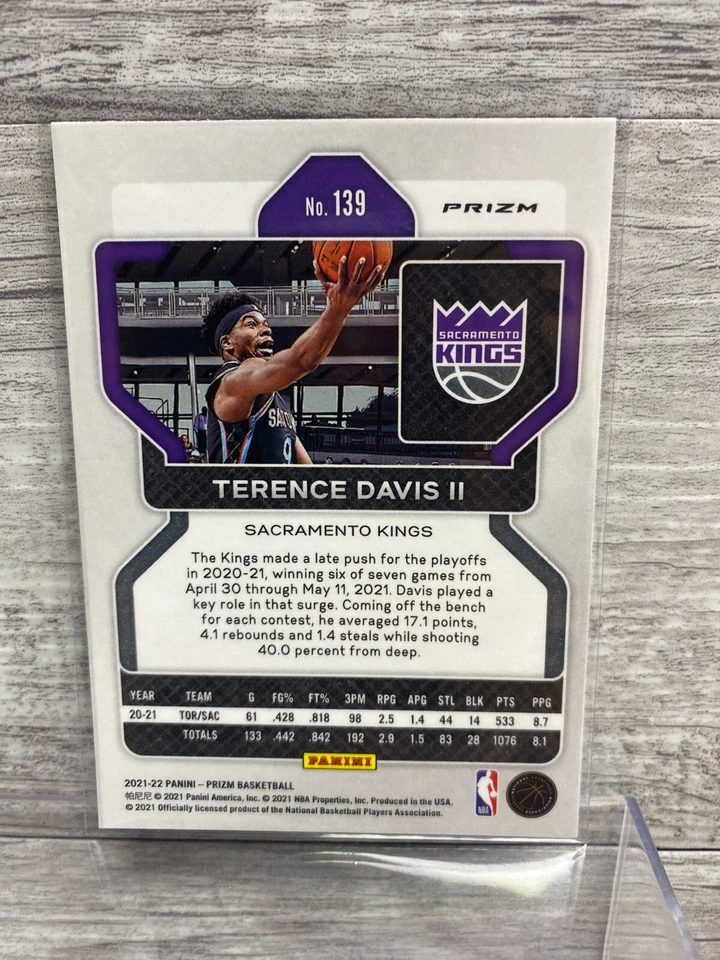 No. 139
PRIZM
SACRAMENTO
KINGS
SAC
9
TERENCE DAVIS II
SACRAMENTO KINGS
The Kings made a late push for the playoffs
in 2020-21, winning six of seven games from
April 30 through May 11, 2021. Davis played a
key role in that surge. Coming off the bench
for each contest, he averaged 17.1 points,
4.1 rebounds and 1.4 steals while shooting
40.0 percent from deep.
YEAR TEAM G FG% FT% 3PM RPG APG STL BLK PTS PPG
20-21 TOR/SAC 61 .428 .818 98 2.5 1.4 44 14 533 8.7
TOTALS 133 .442 .842 192 2.9 1.5 83 28 1076 8.1
PANINI
2021-22 PANINI – PRIZM BASKETBALL
帕尼尼 © 2021 Panini America, Inc. © 2021 NBA Properties, Inc. Produced in the USA.
© 2021 Officially licensed product of the National Basketball Players Association.
NBA